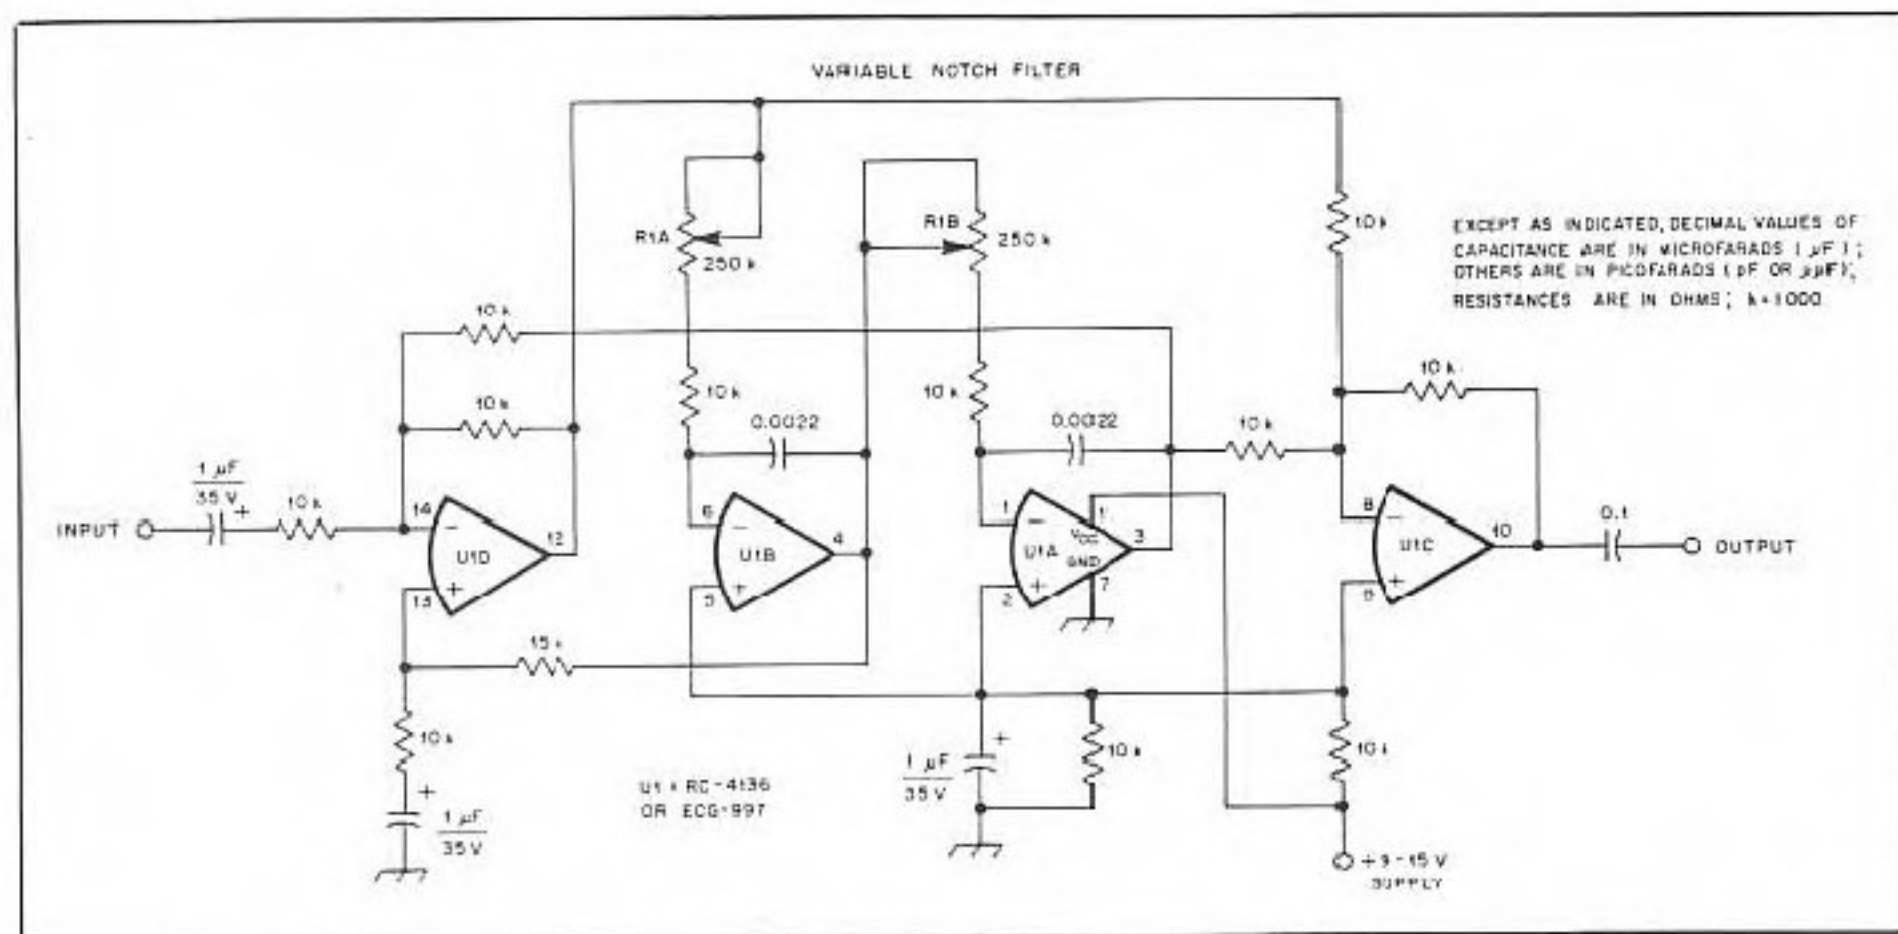 VARIABLE NOTCH FILTER
R1A
250 k
R1B
250 k
10 k
EXCEPT AS INDICATED, DECIMAL VALUES OF
CAPACITANCE ARE IN MICROFARADS (µF);
OTHERS ARE IN PICOFARADS (pF OR µµF);
RESISTANCES ARE IN OHMS; k=1000
10 k
10 k
10 k
10 k
10 k
0.0022
0.0022
10 k
1 µF
35 V
+
10 k
INPUT
14
−
U1D
12
+
13
6
−
U1B
4
+
5
1
−
U1A
VCC
GND
7
3
+
2
8
−
U1C
10
+
9
0.1
OUTPUT
15 k
10 k
+
1 µF
35 V
U1 = RC-4136
OR ECG-997
1 µF
35 V
+
10 k
10 k
+9-15 V
SUPPLY